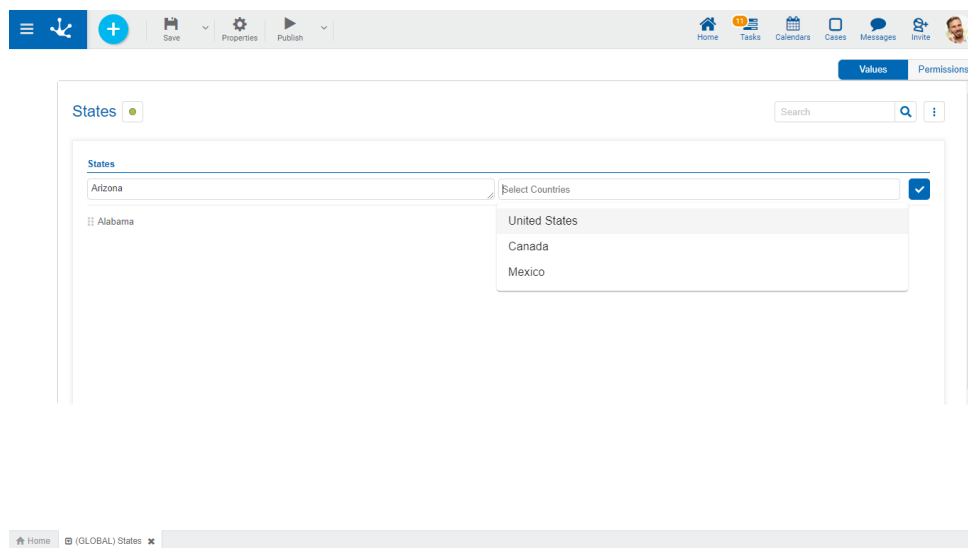 Save
Properties
Publish
Home
11
Tasks
Calendars
Cases
Messages
Invite
Values
Permissions
States
Search
States
Arizona
Select Countries
Alabama
United States
Canada
Mexico
Home
(GLOBAL) States